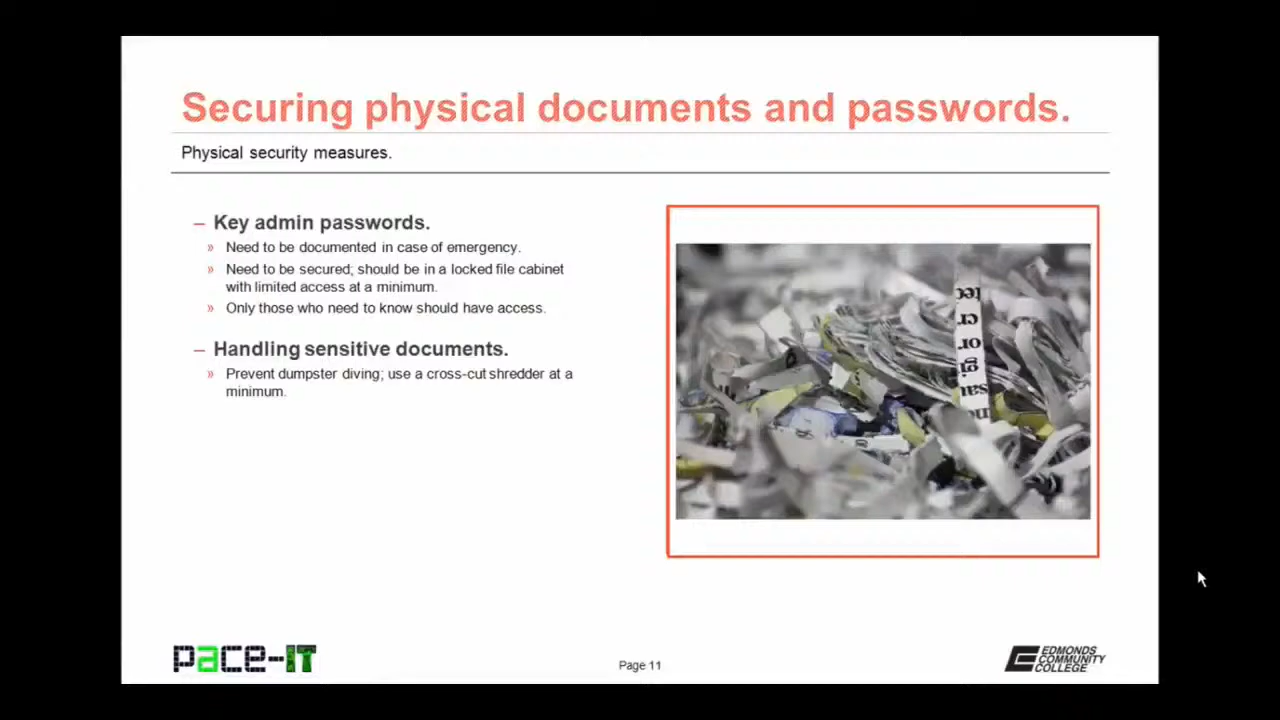 Securing physical documents and passwords.
Physical security measures.
– Key admin passwords.
» Need to be documented in case of emergency.
» Need to be secured; should be in a locked file cabinet
with limited access at a minimum.
» Only those who need to know should have access.
– Handling sensitive documents.
» Prevent dumpster diving; use a cross-cut shredder at a
minimum.
pace-IT
Page 11
EDMONDS
COMMUNITY
COLLEGE